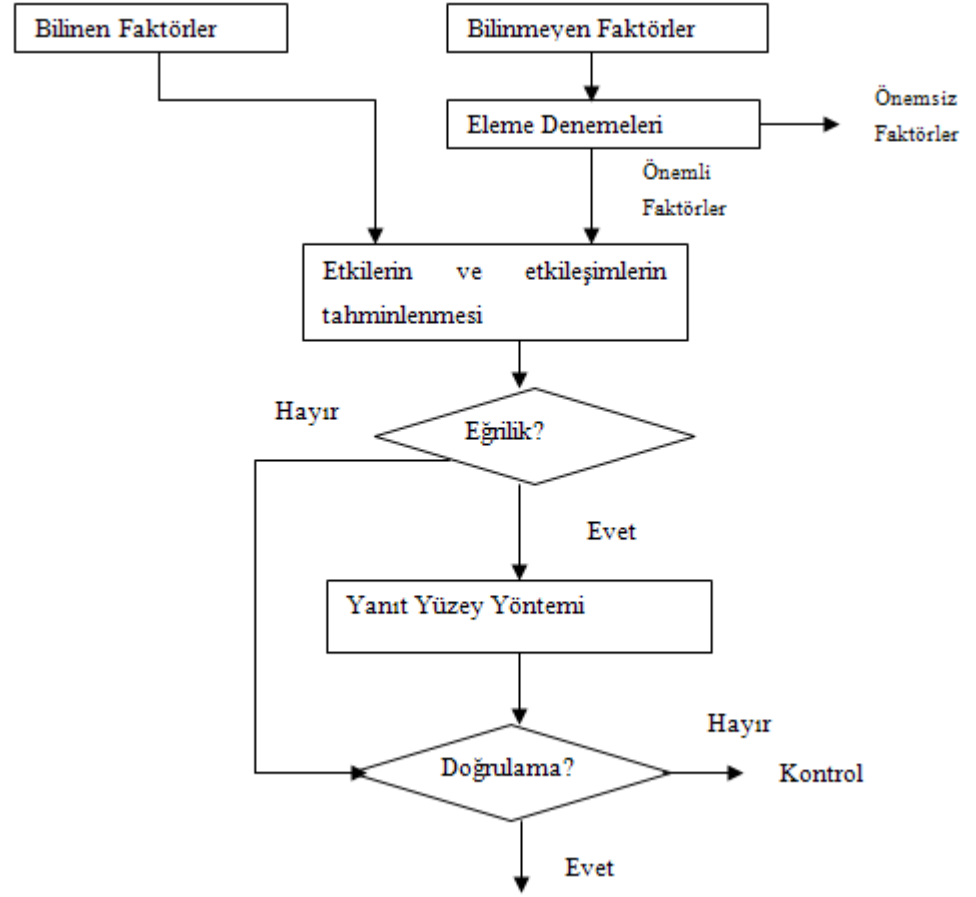 Bilinen Faktörler
Bilinmeyen Faktörler
Eleme Denemeleri
Önemsiz
Faktörler
Önemli
Faktörler
Etkilerin ve etkileşimlerin
tahminlenmesi
Hayır
Eğrilik?
Evet
Yanıt Yüzey Yöntemi
Hayır
Doğrulama?
Kontrol
Evet